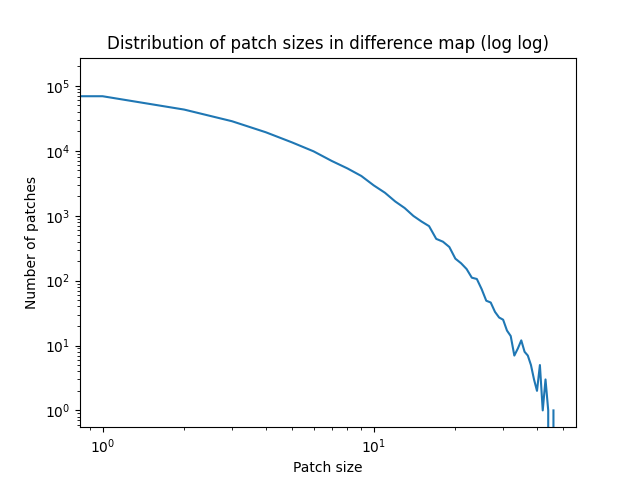 Distribution of patch sizes in difference map (log log)
Number of patches
10⁵
10⁴
10³
10²
10¹
10⁰
10⁰
10¹
Patch size